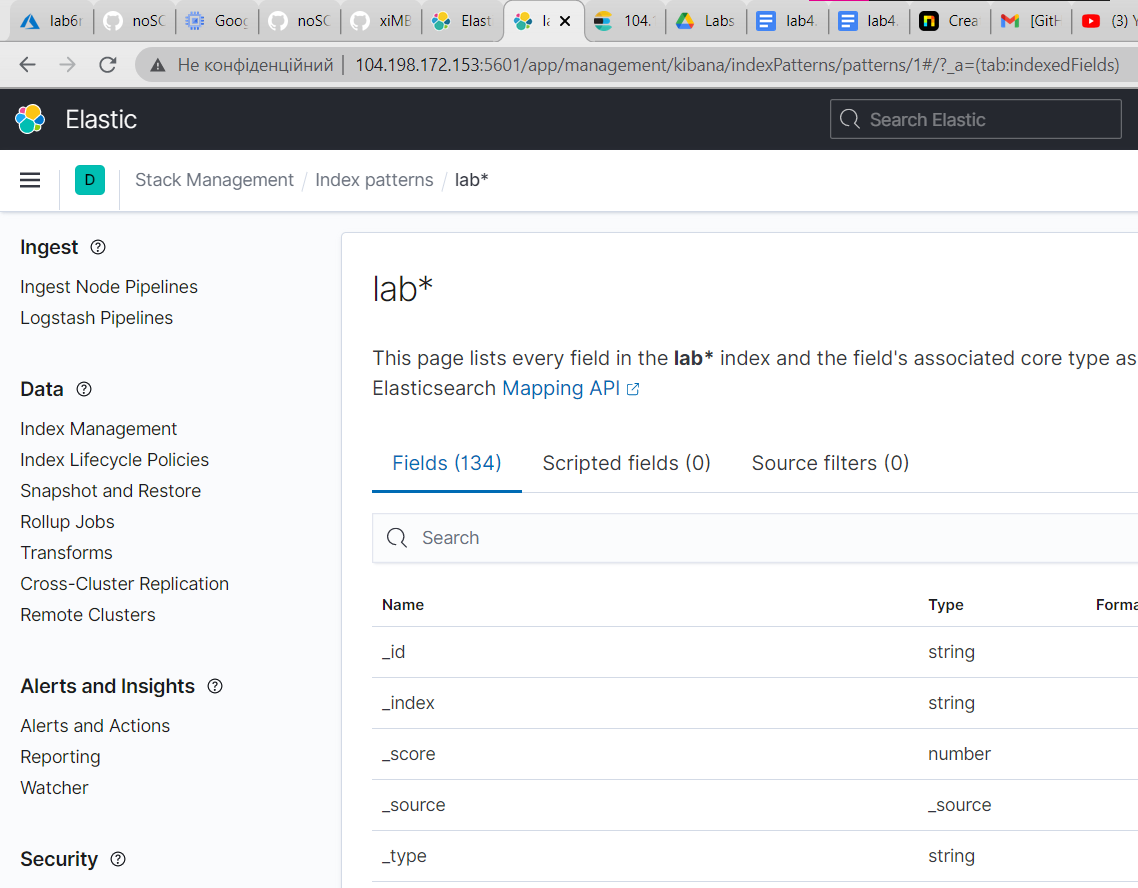 lab6r
noSC
Goog
noSC
xiME
Elast
la
104.
Labs
lab4.
lab4.
Crea
[GitH
(3) Y
Не конфіденційний
104.198.172.153:5601/app/management/kibana/indexPatterns/patterns/1#/?_a=(tab:indexedFields)
Elastic
Search Elastic
D
Stack Management / Index patterns / lab*
Ingest
Ingest Node Pipelines
Logstash Pipelines
Data
Index Management
Index Lifecycle Policies
Snapshot and Restore
Rollup Jobs
Transforms
Cross-Cluster Replication
Remote Clusters
Alerts and Insights
Alerts and Actions
Reporting
Watcher
Security
lab*
This page lists every field in the lab* index and the field's associated core type as
Elasticsearch Mapping API
Fields (134) Scripted fields (0) Source filters (0)
Search
Name Type Forma
_id string
_index string
_score number
_source _source
_type string